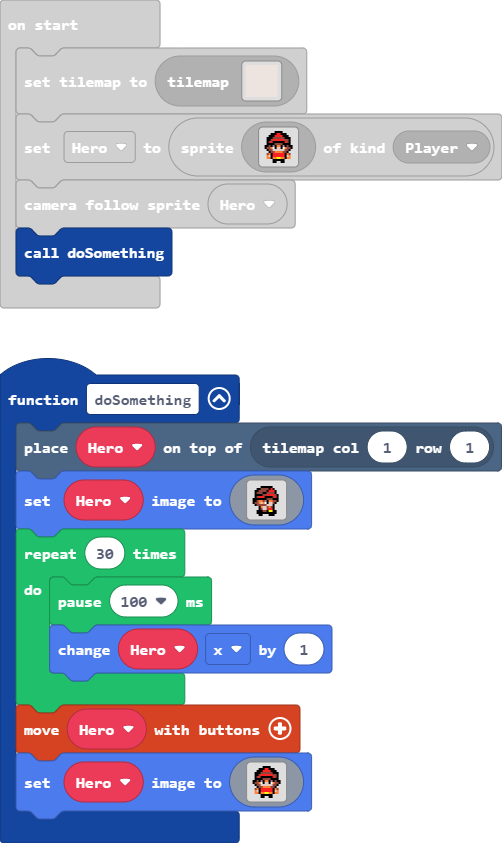 on start
set tilemap to tilemap
set Hero to sprite of kind Player
camera follow sprite Hero
call doSomething
function doSomething
place Hero on top of tilemap col 1 row 1
set Hero image to
repeat 30 times
do
pause 100 ms
change Hero x by 1
move Hero with buttons
set Hero image to